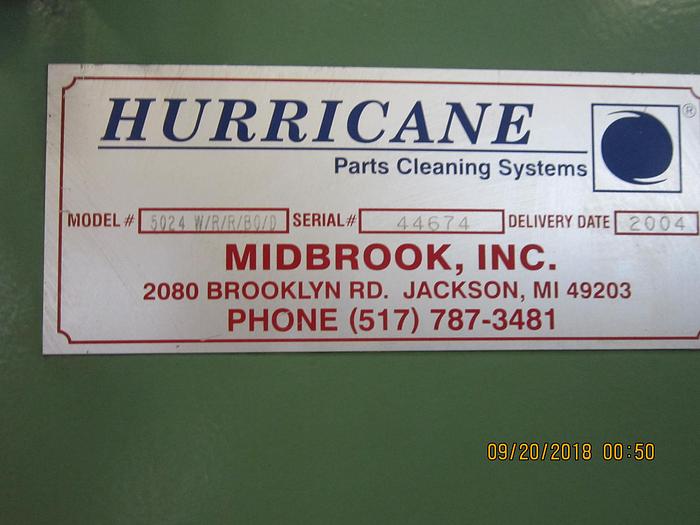 HURRICANE ®
Parts Cleaning Systems
MODEL # 5024 W/R/R/BO/D SERIAL# 44674 DELIVERY DATE 2004
MIDBROOK, INC.
2080 BROOKLYN RD. JACKSON, MI 49203
PHONE (517) 787-3481
09/20/2018 00:50